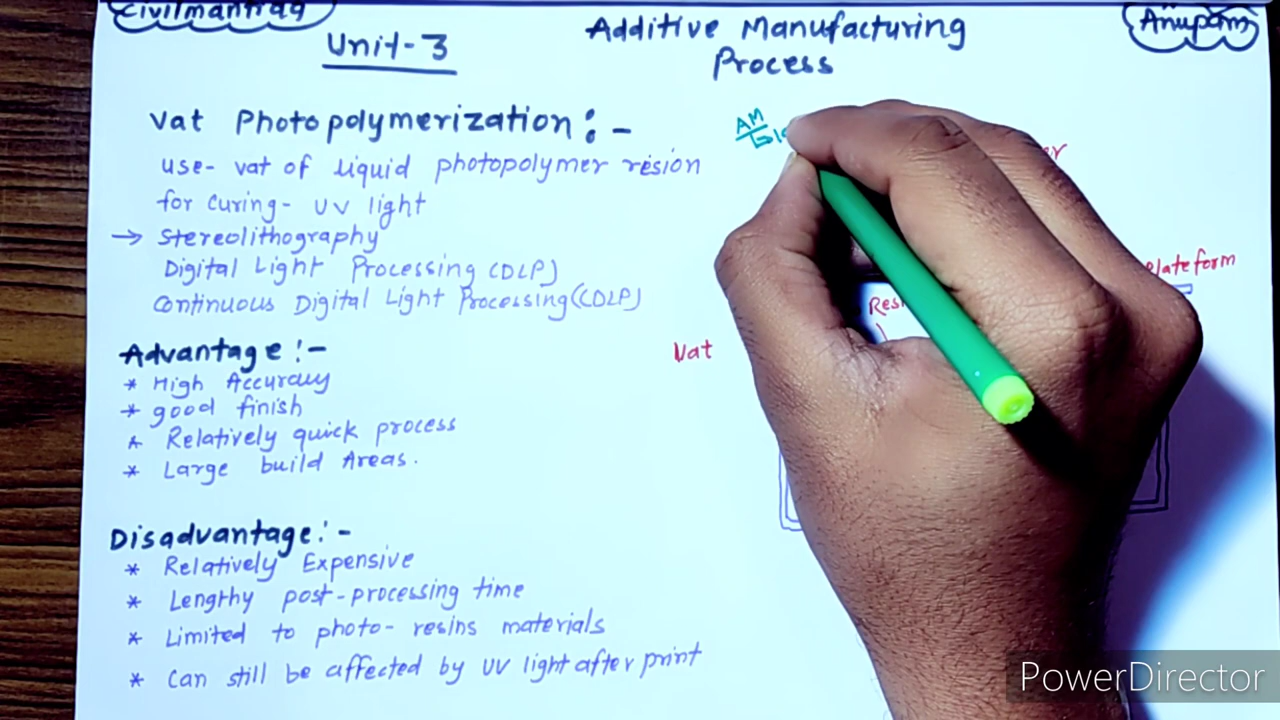 Civilmantraa
Anupam
Unit-3
Additive Manufacturing
Process
Vat Photopolymerization :-
use- vat of liquid photopolymer resion
for curing- UV light
→ Stereolithography
Digital Light Processing (DLP)
Continuous Digital Light Processing (CDLP)
Advantage :-
* High Accuracy
* good finish
* Relatively quick process
* Large build Areas.
Disadvantage :-
* Relatively Expensive
* Lengthy post-processing time
* Limited to photo- resins materials
* Can still be affected by UV light after print
AM
Plateform
Vat
PowerDirector